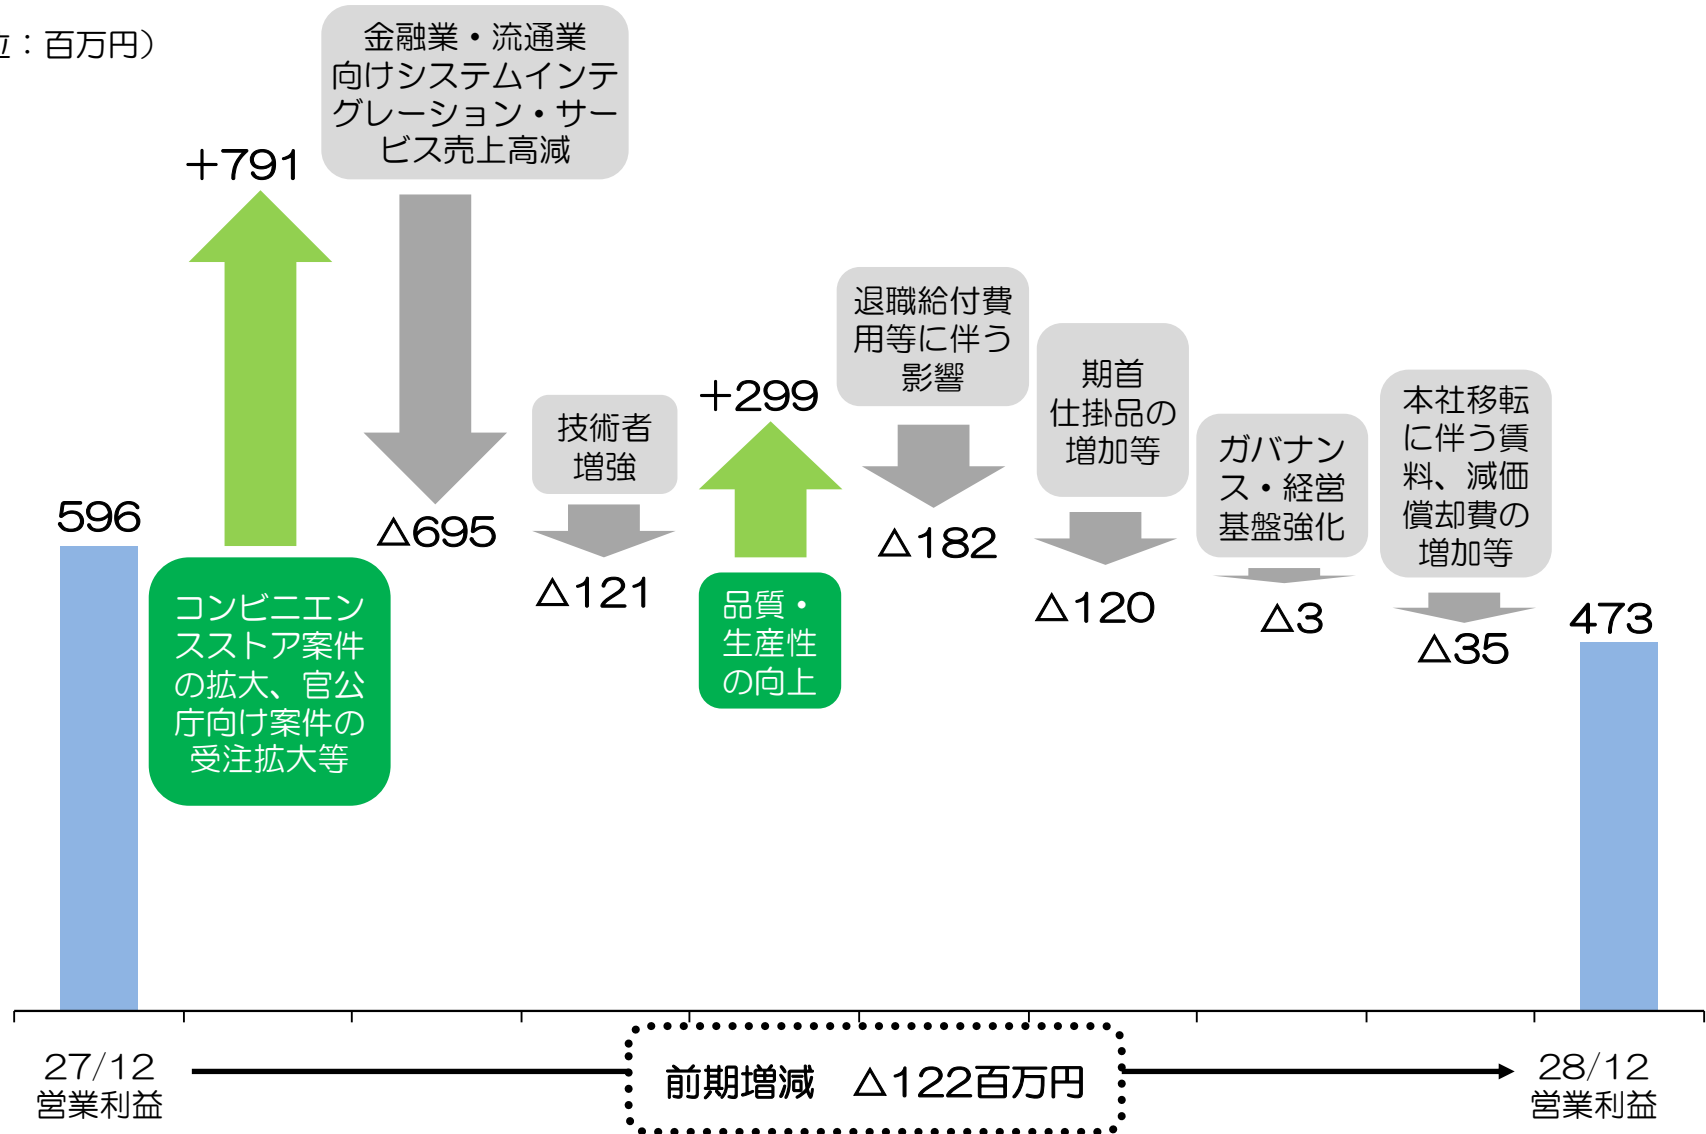 ：百万円）
金融業・流通業
向けシステムインテ
グレーション・サー
ビス売上高減
＋791
596
コンビニエン
スストア案件
の拡大、官公
庁向け案件の
受注拡大等
△695
技術者
増強
△121
＋299
品質・
生産性
の向上
退職給付費
用等に伴う
影響
△182
期首
仕掛品の
増加等
△120
ガバナン
ス・経営
基盤強化
△3
本社移転
に伴う賃
料、減価
償却費の
増加等
△35
473
27/12
営業利益
前期増減　△122百万円
28/12
営業利益